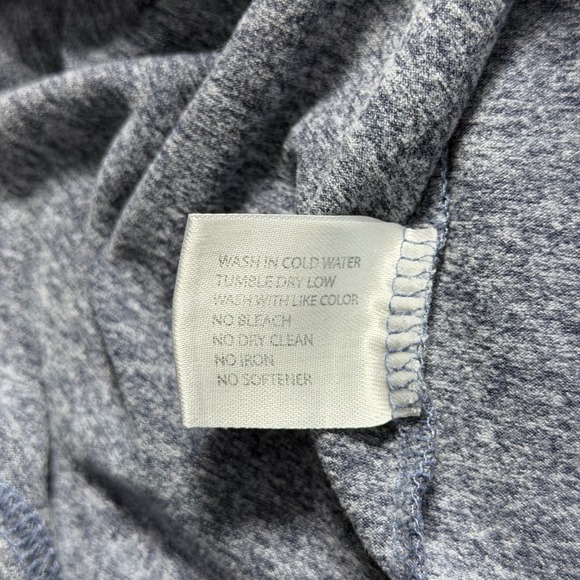 WASH IN COLD WATER
TUMBLE DRY LOW
WASH WITH LIKE COLOR
NO BLEACH
NO DRY CLEAN
NO IRON
NO SOFTENER